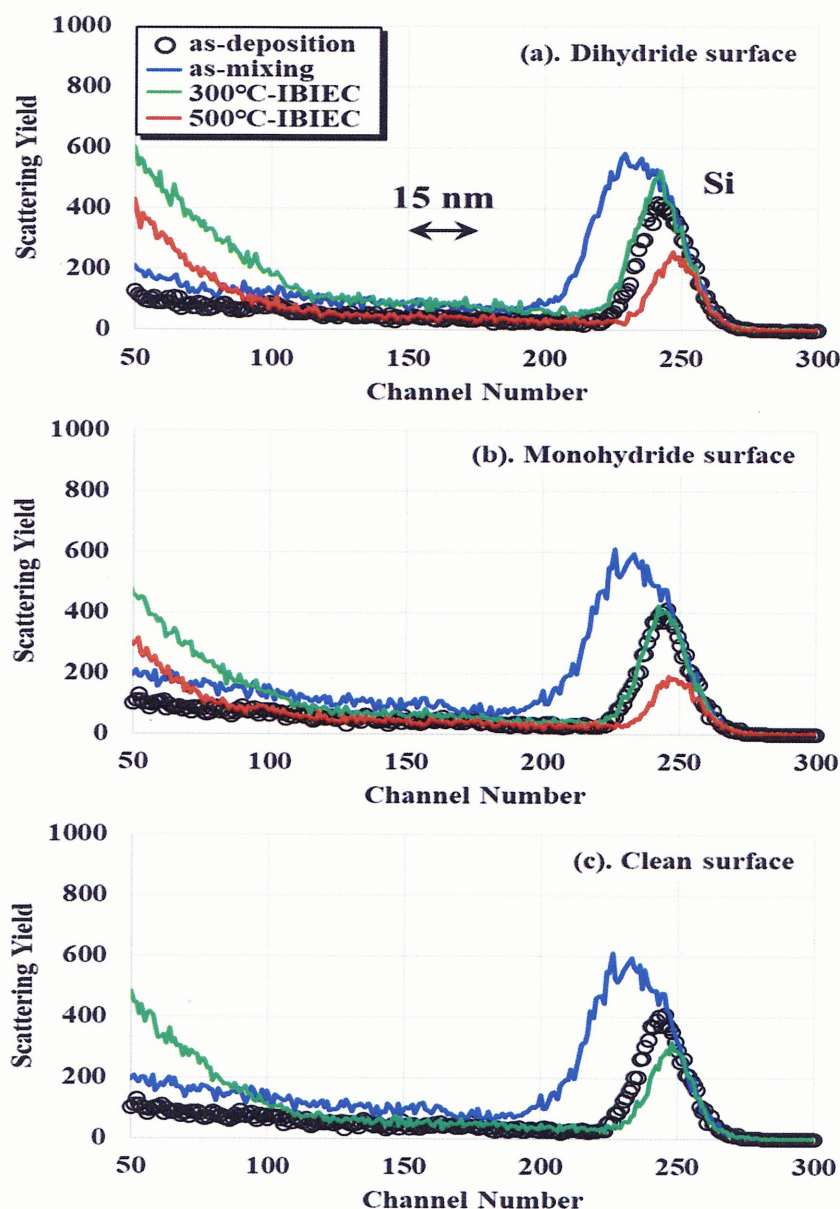 1000
800
600
400
200
0
Scattering Yield
as-deposition
as-mixing
300°C-IBIEC
500°C-IBIEC
(a). Dihydride surface
15 nm
Si
50 100 150 200 250 300
Channel Number
1000
800
600
400
200
0
Scattering Yield
(b). Monohydride surface
50 100 150 200 250 300
Channel Number
1000
800
600
400
200
0
Scattering Yield
(c). Clean surface
50 100 150 200 250 300
Channel Number